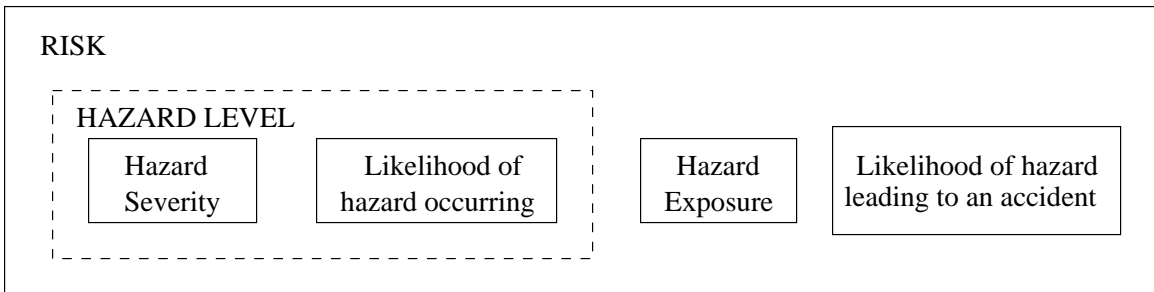 RISK
HAZARD LEVEL
Hazard
Severity
Likelihood of
hazard occurring
Hazard
Exposure
Likelihood of hazard
leading to an accident